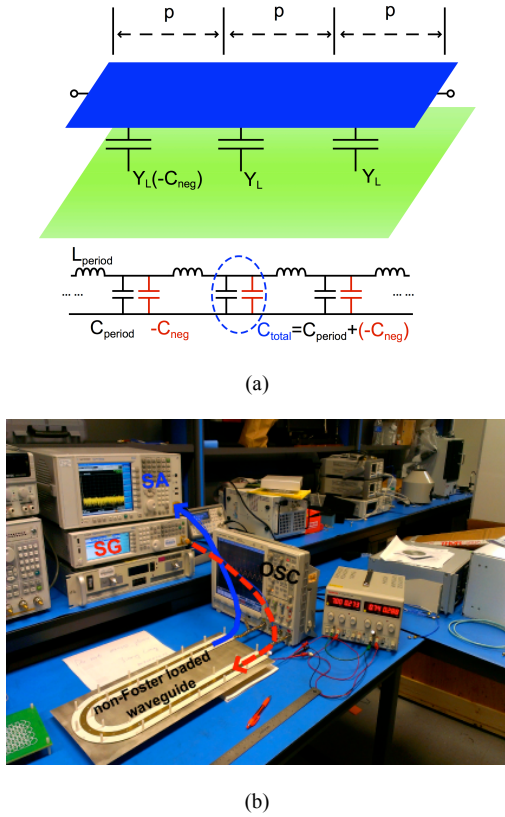 p p p
Y_L(-C_neg) Y_L Y_L
L_period
...... ......
C_period -C_neg C_total=C_period+(-C_neg)
(a)
SA
SG
OSC
non-Foster loaded
waveguide
(b)